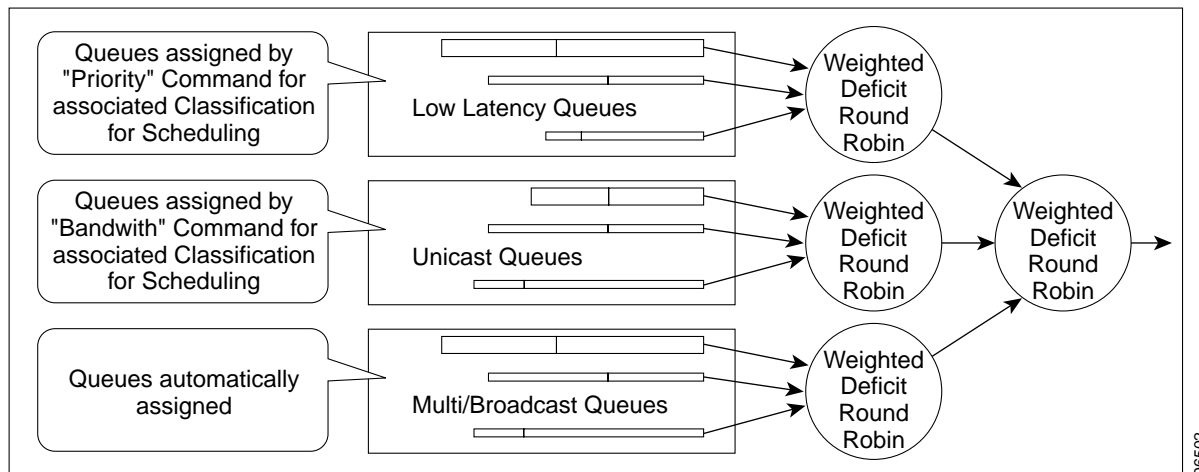 Queues assigned by
"Priority" Command for
associated Classification
for Scheduling
Low Latency Queues
Weighted
Deficit
Round
Robin
Queues assigned by
"Bandwith" Command for
associated Classification
for Scheduling
Unicast Queues
Weighted
Deficit
Round
Robin
Weighted
Deficit
Round
Robin
Queues automatically
assigned
Multi/Broadcast Queues
Weighted
Deficit
Round
Robin